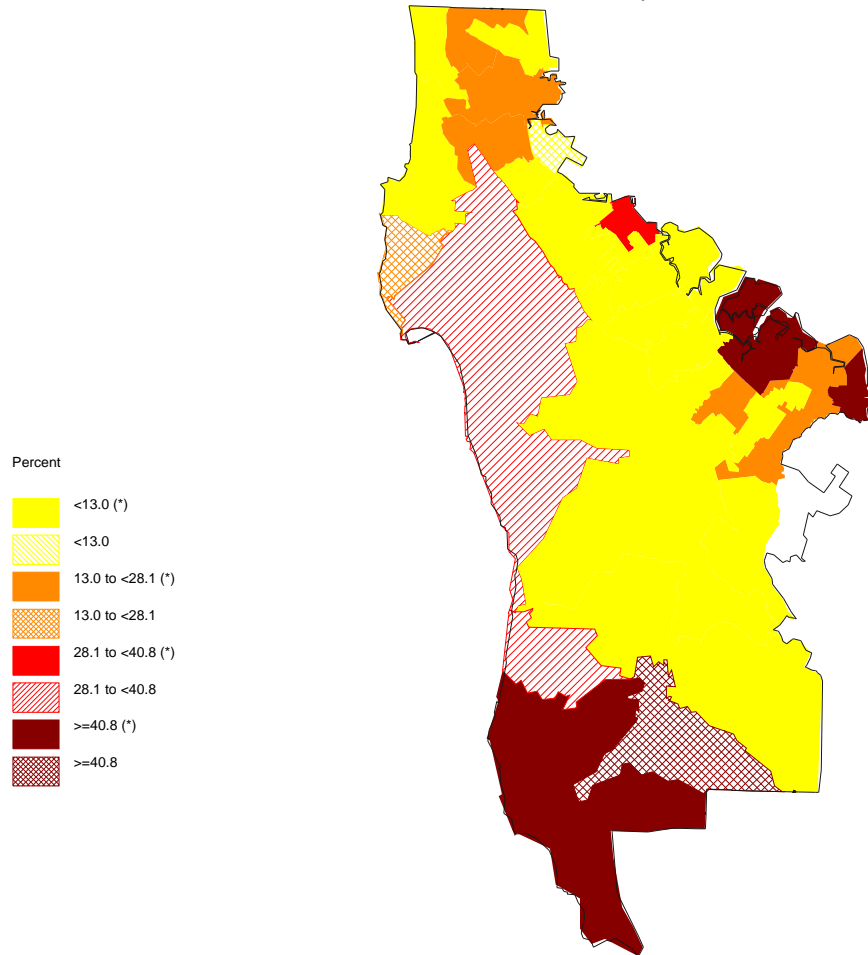 Percent
<13.0 (*)
<13.0
13.0 to <28.1 (*)
13.0 to <28.1
28.1 to <40.8 (*)
28.1 to <40.8
>=40.8 (*)
>=40.8